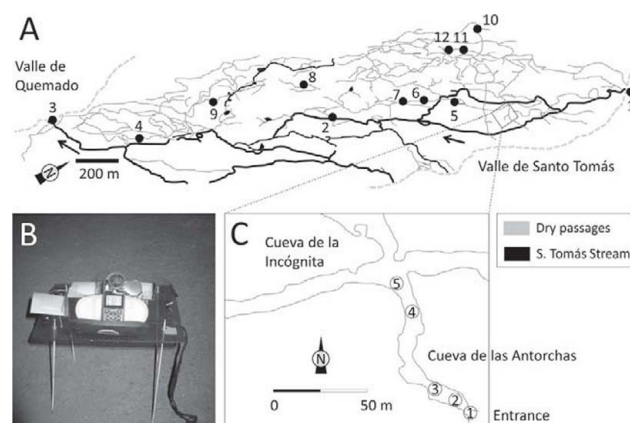 A
10
12 11
Valle de
Quemado
8
3
7 6
5
1
9
4
2
N
200 m
Valle de Santo Tomás
B
C
Dry passages
S. Tomás Stream
Cueva de la
Incógnita
5
4
N
Cueva de las Antorchas
3
2
1
0 50 m
Entrance